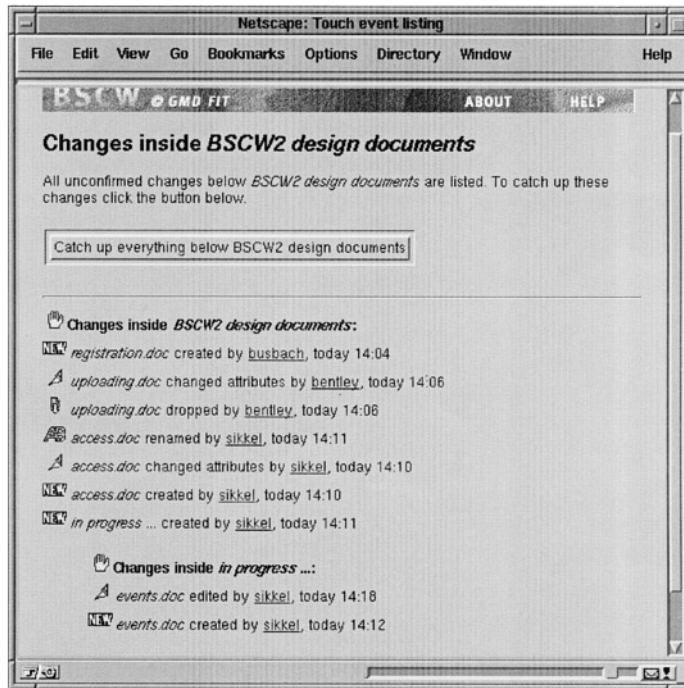 Netscape: Touch event listing
File Edit View Go Bookmarks Options Directory Window Help
BSCW @ GMD FIT ABOUT HELP
Changes inside BSCW2 design documents
All unconfirmed changes below BSCW2 design documents are listed. To catch up these
changes click the button below.
Catch up everything below BSCW2 design documents
Changes inside BSCW2 design documents:
NEW registration.doc created by busbach, today 14:04
uploading.doc changed attributes by bentley, today 14:06
uploading.doc dropped by bentley, today 14:06
access.doc renamed by sikkel, today 14:11
access.doc changed attributes by sikkel, today 14:10
NEW access.doc created by sikkel, today 14:10
NEW in progress ... created by sikkel, today 14:11
Changes inside in progress ...:
events.doc edited by sikkel, today 14:18
NEW events.doc created by sikkel, today 14:12